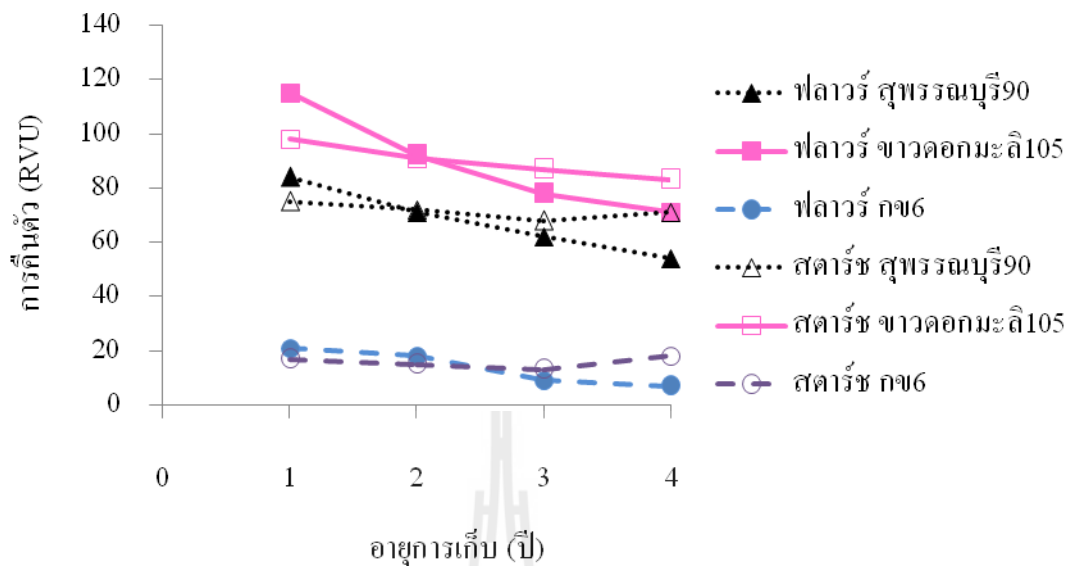 140
120
100
80
60
40
20
0
การคืนตัว (RVU)
0 1 2 3 4
อายุการเก็บ (ปี)
ฟลาวร์ สุพรรณบุรี90
ฟลาวร์ ขาวดอกมะลิ105
ฟลาวร์ กข6
สตาร์ช สุพรรณบุรี90
สตาร์ช ขาวดอกมะลิ105
สตาร์ช กข6